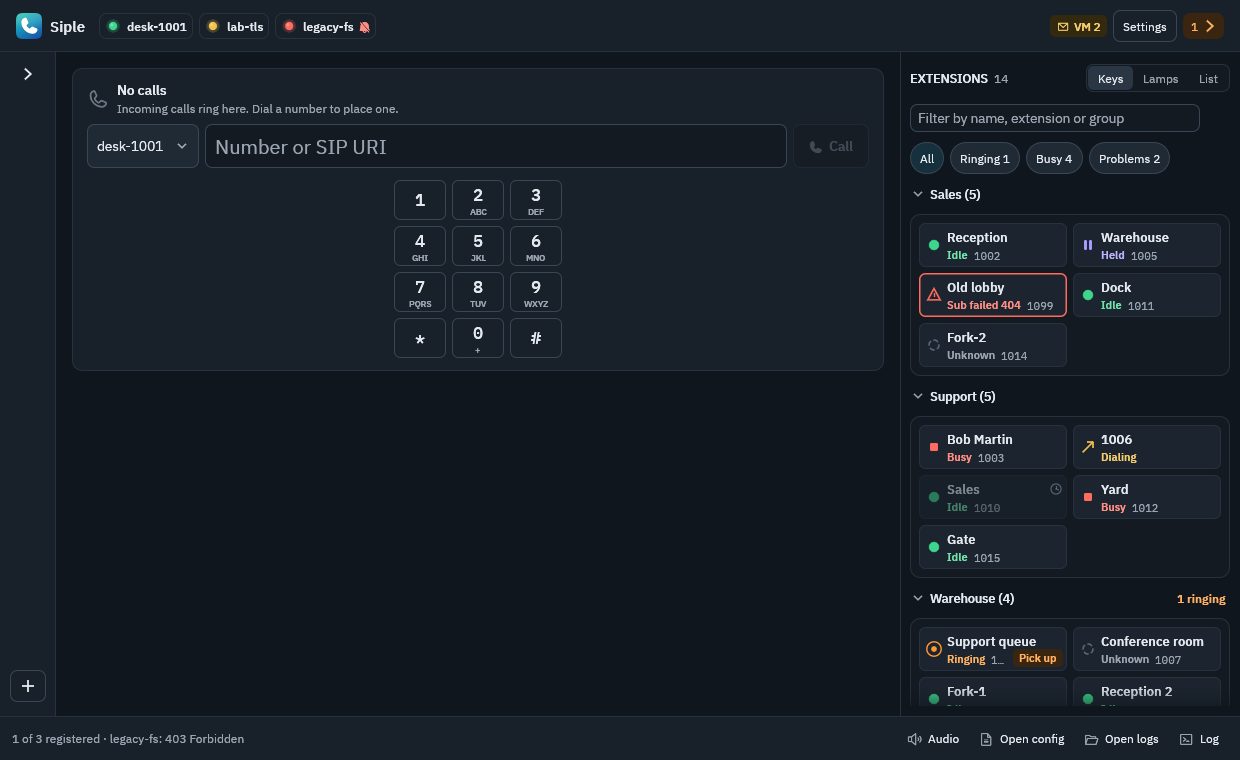 Siple
desk-1001
lab-tls
legacy-fs
VM 2
Settings
1
No calls
Incoming calls ring here. Dial a number to place one.
desk-1001
Number or SIP URI
Call
1
2 ABC
3 DEF
4 GHI
5 JKL
6 MNO
7 PQRS
8 TUV
9 WXYZ
*
0 +
#
EXTENSIONS 14
Keys
Lamps
List
Filter by name, extension or group
All
Ringing 1
Busy 4
Problems 2
Sales (5)
Reception
Idle 1002
Warehouse
Held 1005
Old lobby
Sub failed 404 1099
Dock
Idle 1011
Fork-2
Unknown 1014
Support (5)
Bob Martin
Busy 1003
1006
Dialing
Sales
Idle 1010
Yard
Busy 1012
Gate
Idle 1015
Warehouse (4)
1 ringing
Support queue
Ringing 1… Pick up
Conference room
Unknown 1007
Fork-1
Reception 2
1 of 3 registered · legacy-fs: 403 Forbidden
Audio
Open config
Open logs
Log